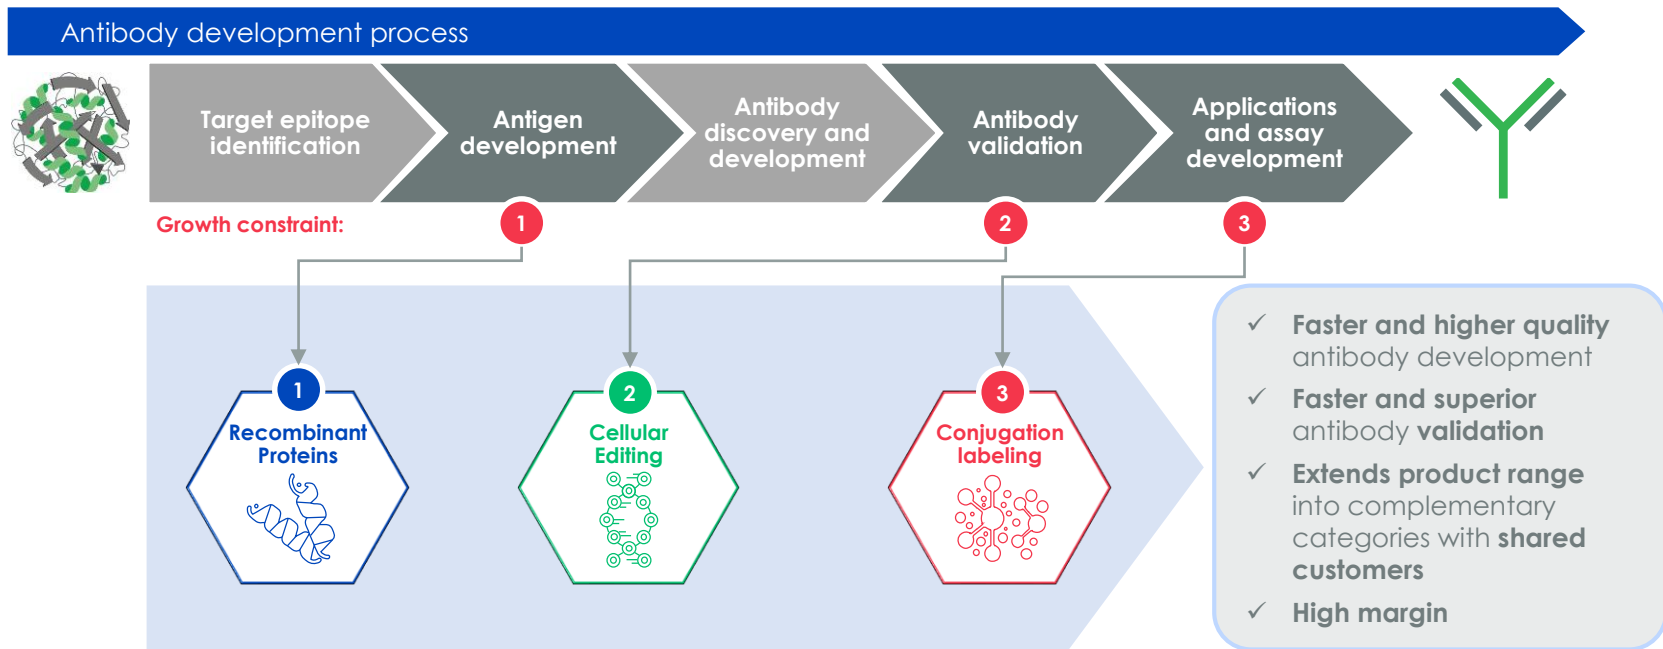 Antibody development process
Target epitope
identification
Antigen
development
Antibody
discovery and
development
Antibody
validation
Applications
and assay
development
Growth constraint:
1
2
3
1
Recombinant
Proteins
2
Cellular
Editing
3
Conjugation
labeling
✓ Faster and higher quality
antibody development
✓ Faster and superior
antibody validation
✓ Extends product range
into complementary
categories with shared
customers
✓ High margin